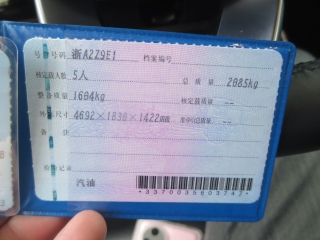 号牌号码 浙A2Z9E1 档案编号
核定载人数 5人 总质量 2085kg
整备质量 1604kg 核定载质量 --
外廓尺寸 4692×1830×1422mm 准牵引总质量 --
备注
检验记录
汽油